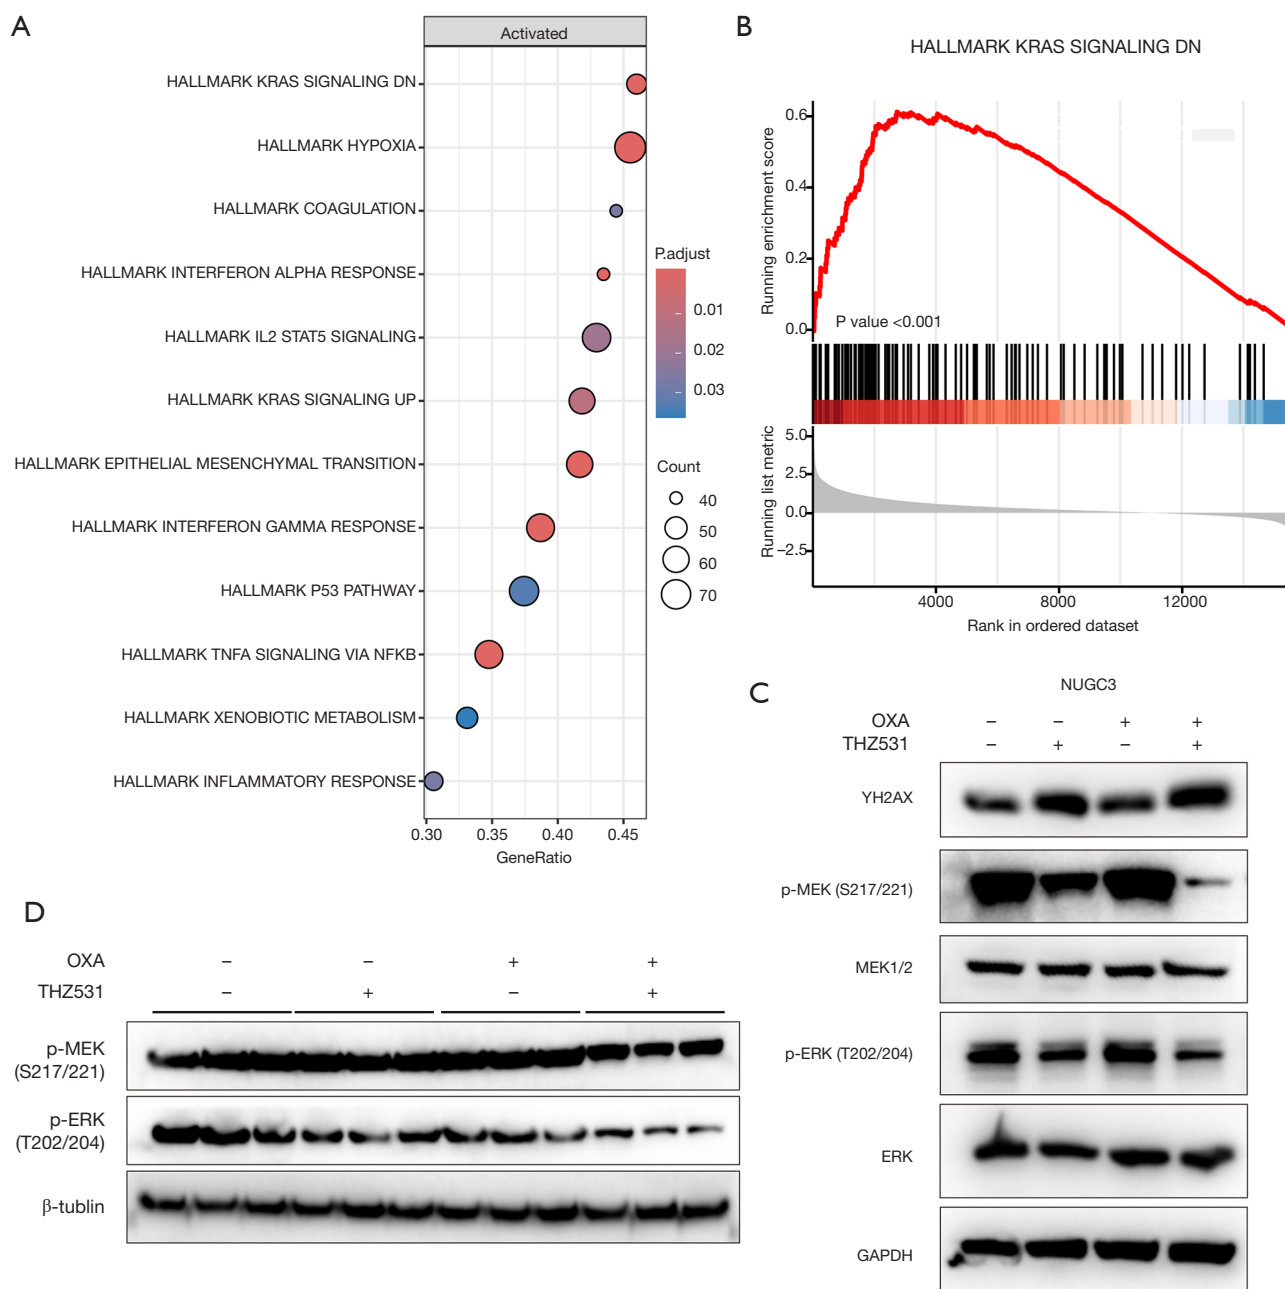 A
Activated
HALLMARK KRAS SIGNALING DN
HALLMARK HYPOXIA
HALLMARK COAGULATION
HALLMARK INTERFERON ALPHA RESPONSE
HALLMARK IL2 STAT5 SIGNALING
HALLMARK KRAS SIGNALING UP
HALLMARK EPITHELIAL MESENCHYMAL TRANSITION
HALLMARK INTERFERON GAMMA RESPONSE
HALLMARK P53 PATHWAY
HALLMARK TNFA SIGNALING VIA NFKB
HALLMARK XENOBIOTIC METABOLISM
HALLMARK INFLAMMATORY RESPONSE
0.30 0.35 0.40 0.45
GeneRatio
P.adjust
0.01
0.02
0.03
Count
40
50
60
70
B
HALLMARK KRAS SIGNALING DN
Running enrichment score
0.6
0.4
0.2
0.0
P value <0.001
Running list metric
5.0
2.5
0.0
−2.5
4000 8000 12000
Rank in ordered dataset
C
NUGC3
OXA − − + +
THZ531 − + − +
YH2AX
p-MEK (S217/221)
MEK1/2
p-ERK (T202/204)
ERK
GAPDH
D
OXA − − + +
THZ531 − + − +
p-MEK
(S217/221)
p-ERK
(T202/204)
β-tublin